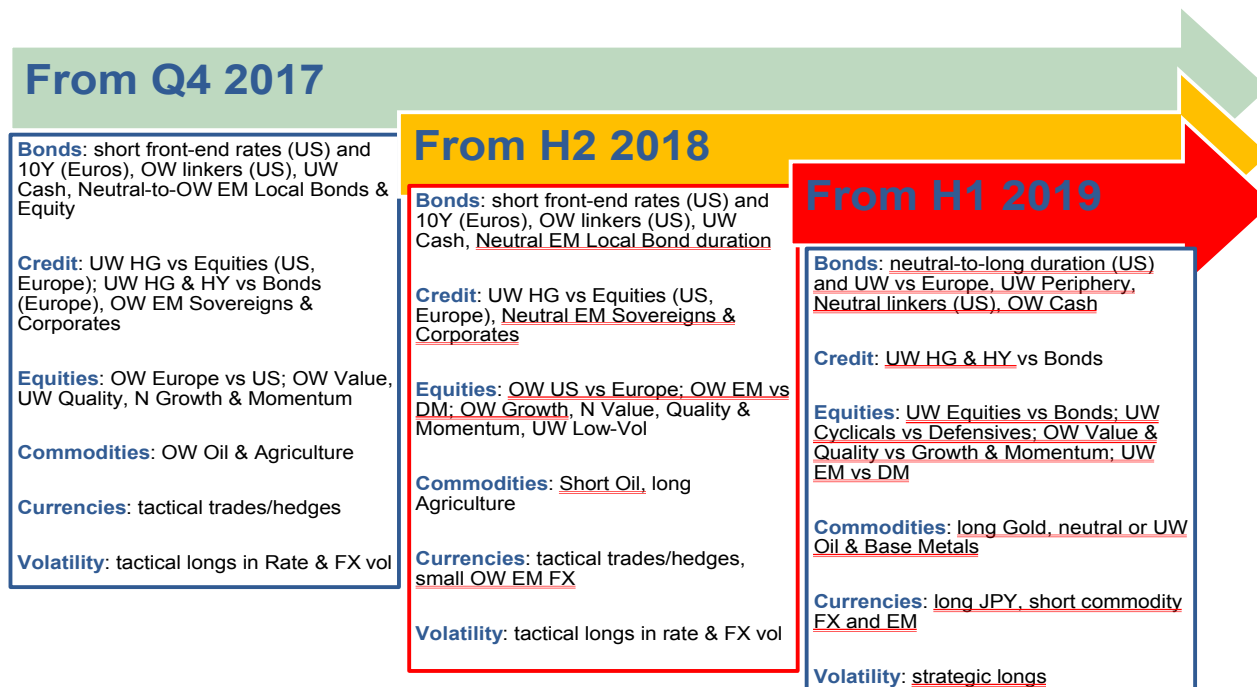 From Q4 2017
Bonds: short front-end rates (US) and
10Y (Euros), OW linkers (US), UW
Cash, Neutral-to-OW EM Local Bonds &
Equity
Credit: UW HG vs Equities (US,
Europe); UW HG & HY vs Bonds
(Europe), OW EM Sovereigns &
Corporates
Equities: OW Europe vs US; OW Value,
UW Quality, N Growth & Momentum
Commodities: OW Oil & Agriculture
Currencies: tactical trades/hedges
Volatility: tactical longs in Rate & FX vol
From H2 2018
Bonds: short front-end rates (US) and
10Y (Euros), OW linkers (US), UW
Cash, Neutral EM Local Bond duration
Credit: UW HG vs Equities (US,
Europe), Neutral EM Sovereigns &
Corporates
Equities: OW US vs Europe; OW EM vs
DM; OW Growth, N Value, Quality &
Momentum, UW Low-Vol
Commodities: Short Oil, long
Agriculture
Currencies: tactical trades/hedges,
small OW EM FX
Volatility: tactical longs in rate & FX vol
From H1 2019
Bonds: neutral-to-long duration (US)
and UW vs Europe, UW Periphery,
Neutral linkers (US), OW Cash
Credit: UW HG & HY vs Bonds
Equities: UW Equities vs Bonds; UW
Cyclicals vs Defensives; OW Value &
Quality vs Growth & Momentum; UW
EM vs DM
Commodities: long Gold, neutral or UW
Oil & Base Metals
Currencies: long JPY, short commodity
FX and EM
Volatility: strategic longs